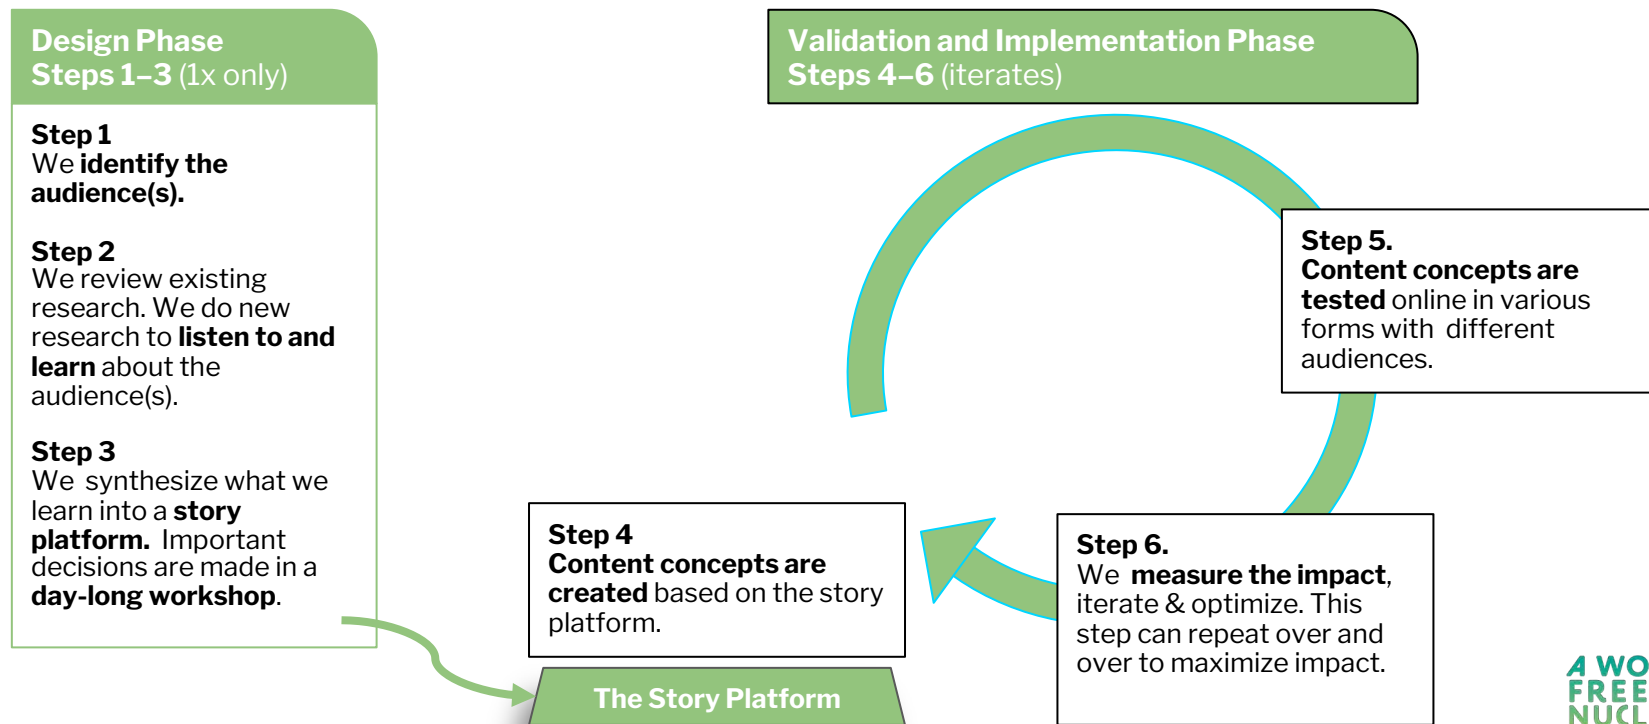 Design Phase
Steps 1–3 (1x only)
Step 1
We identify the
audience(s).
Step 2
We review existing
research. We do new
research to listen to and
learn about the
audience(s).
Step 3
We synthesize what we
learn into a story
platform. Important
decisions are made in a
day-long workshop.
Validation and Implementation Phase
Steps 4–6 (iterates)
Step 5.
Content concepts are
tested online in various
forms with different
audiences.
Step 4
Content concepts are
created based on the story
platform.
The Story Platform
Step 6.
We measure the impact,
iterate & optimize. This
step can repeat over and
over to maximize impact.
A WO
FREE
NUCL